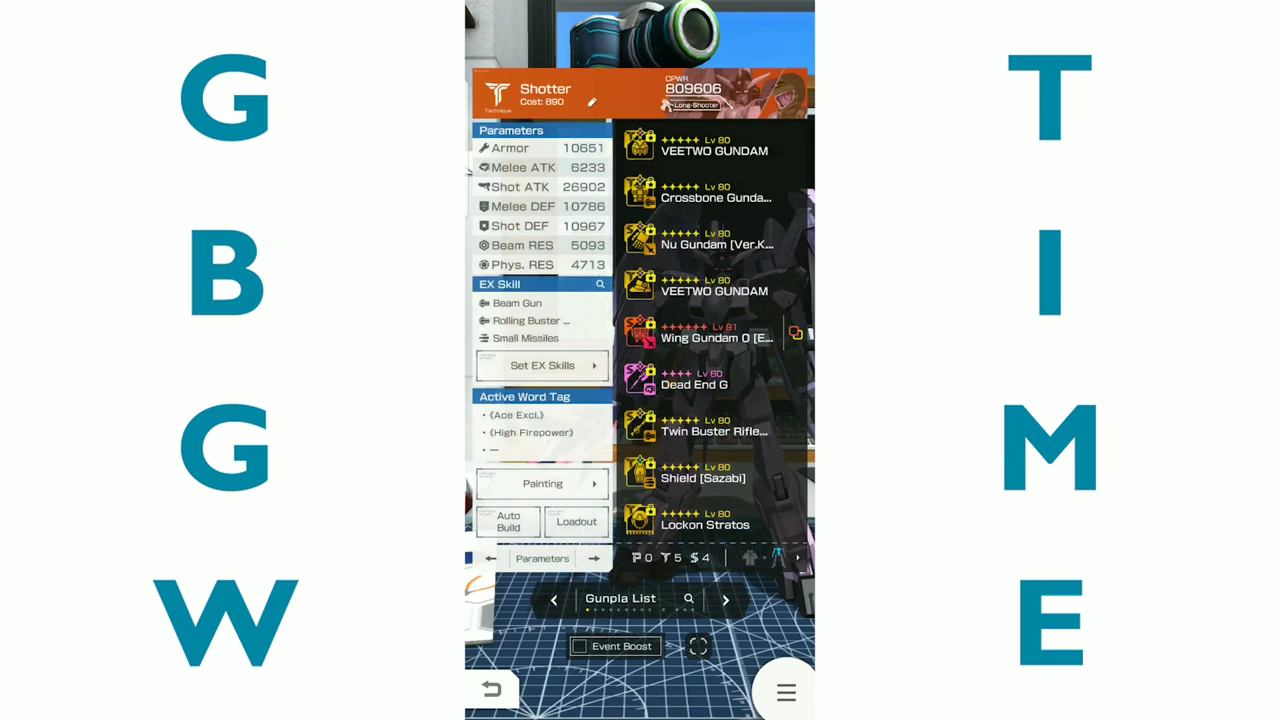 G
B
G
W
T
I
M
E
Technique
Shotter
Cost: 890
CPWR
809606
Long-Shooter
Parameters
Armor 10651
Melee ATK 6233
Shot ATK 26902
Melee DEF 10786
Shot DEF 10967
Beam RES 5093
Phys. RES 4713
EX Skill
Beam Gun
Rolling Buster ...
Small Missiles
Set EX Skills
Active Word Tag
・《Ace Excl.》
・《High Firepower》
・—
Painting
Auto
Build
Loadout
Parameters
★★★★★ Lv 80
VEETWO GUNDAM
★★★★★ Lv 80
Crossbone Gunda...
★★★★★ Lv 80
Nu Gundam [Ver.K...
★★★★★ Lv 80
VEETWO GUNDAM
★★★★★★ Lv 91
Wing Gundam 0 [E...
★★★★ Lv 60
Dead End G
★★★★★ Lv 80
Twin Buster Rifle...
★★★★★ Lv 80
Shield [Sazabi]
★★★★★ Lv 80
Lockon Stratos
P 0 T 5 S 4
Gunpla List
Event Boost